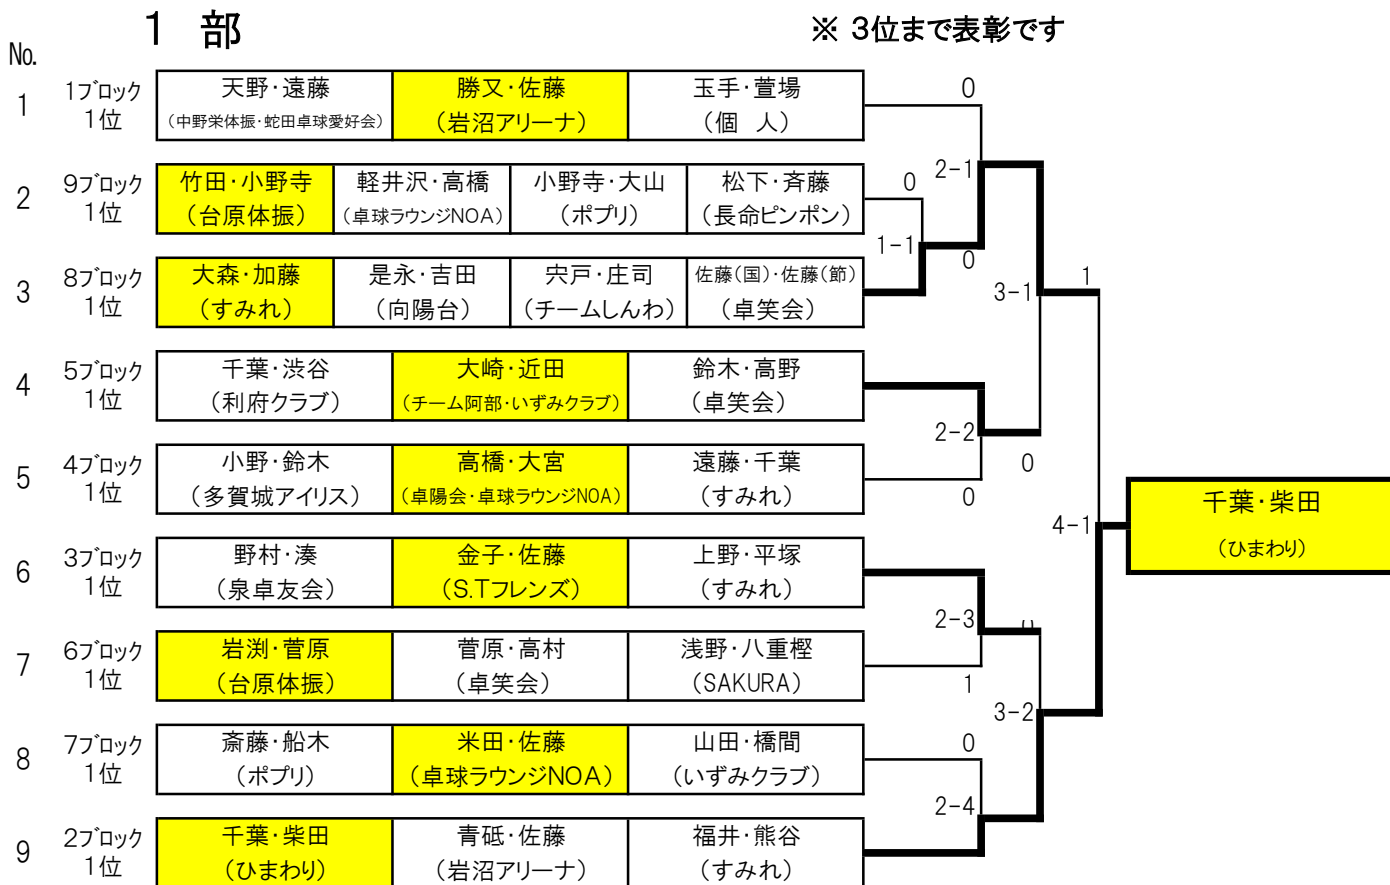 1 部
※ 3位まで表彰です
No.
1
1ブロック
1位
天野・遠藤
(中野栄体振・蛇田卓球愛好会)
勝又・佐藤
(岩沼アリーナ)
玉手・萱場
(個 人)
0
2-1
2
9ブロック
1位
竹田・小野寺
(台原体振)
軽井沢・高橋
(卓球ラウンジNOA)
小野寺・大山
(ポプリ)
松下・斉藤
(長命ピンポン)
0
1-1
0
3
8ブロック
1位
大森・加藤
(すみれ)
是永・吉田
(向陽台)
宍戸・庄司
(チームしんわ)
佐藤(国)・佐藤(節)
(卓笑会)
3-1
1
4
5ブロック
1位
千葉・渋谷
(利府クラブ)
大崎・近田
(チーム阿部・いずみクラブ)
鈴木・高野
(卓笑会)
2-2
0
5
4ブロック
1位
小野・鈴木
(多賀城アイリス)
高橋・大宮
(卓陽会・卓球ラウンジNOA)
遠藤・千葉
(すみれ)
0
4-1
千葉・柴田
(ひまわり)
6
3ブロック
1位
野村・湊
(泉卓友会)
金子・佐藤
(S.Tフレンズ)
上野・平塚
(すみれ)
2-3
7
6ブロック
1位
岩渕・菅原
(台原体振)
菅原・高村
(卓笑会)
浅野・八重樫
(SAKURA)
1
3-2
8
7ブロック
1位
斎藤・船木
(ポプリ)
米田・佐藤
(卓球ラウンジNOA)
山田・橋間
(いずみクラブ)
0
2-4
9
2ブロック
1位
千葉・柴田
(ひまわり)
青砥・佐藤
(岩沼アリーナ)
福井・熊谷
(すみれ)